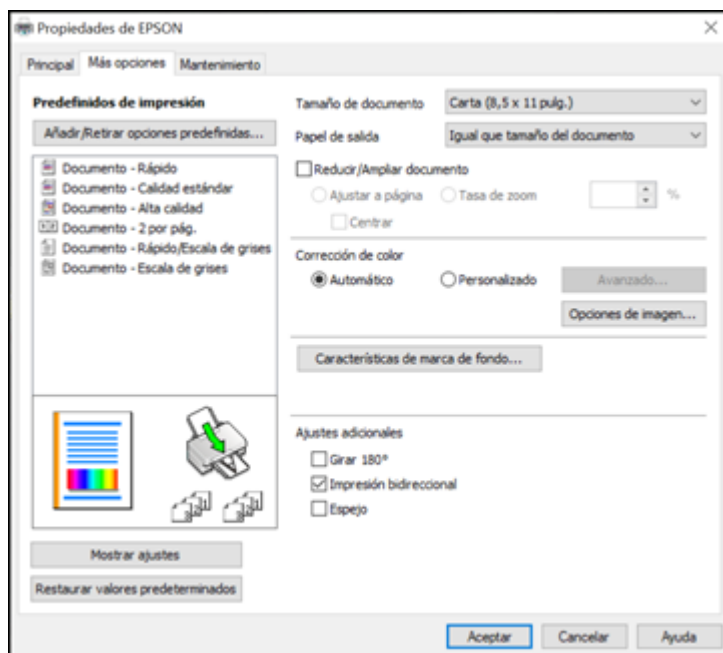 Propiedades de EPSON
Principal
Más opciones
Mantenimiento
Predefinidos de impresión
Añadir/Retirar opciones predefinidas...
Documento - Rápido
Documento - Calidad estándar
Documento - Alta calidad
Documento - 2 por pág.
Documento - Rápido/Escala de grises
Documento - Escala de grises
Mostrar ajustes
Restaurar valores predeterminados
Tamaño de documento
Carta (8,5 x 11 pulg.)
Papel de salida
Igual que tamaño del documento
Reducir/Ampliar documento
Ajustar a página
Tasa de zoom
%
Centrar
Corrección de color
Automático
Personalizado
Avanzado...
Opciones de imagen...
Características de marca de fondo...
Ajustes adicionales
Girar 180°
Impresión bidireccional
Espejo
Aceptar
Cancelar
Ayuda